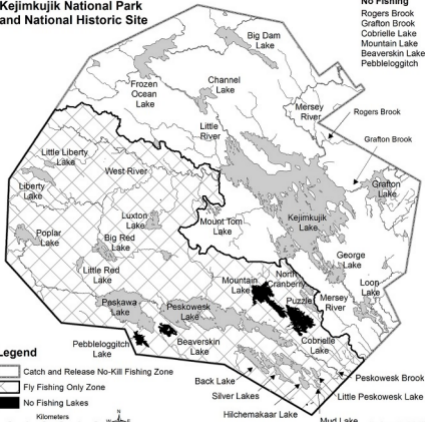 Kejimkujik National Park
and National Historic Site
No Fishing
Rogers Brook
Grafton Brook
Cobrielle Lake
Mountain Lake
Beaverskin Lake
Pebbleloggitch
Big Dam
Lake
Frozen
Ocean
Lake
Channel
Lake
Mersey
River
Rogers Brook
Little
River
Grafton Brook
Little Liberty
Lake
West River
Liberty
Lake
Grafton
Lake
Luxton
Lake
Mount Tom
Lake
Kejimkujik
Lake
Poplar
Lake
Big Red
Lake
George
Lake
Little Red
Lake
Mountain
Lake
North
Cranberry
Loop
Lake
Puzzle
Mersey
River
Peskawa
Lake
Peskowesk
Lake
Pebbleloggitch
Lake
Beaverskin
Lake
Cobrielle
Lake
Legend
Catch and Release No-Kill Fishing Zone
Fly Fishing Only Zone
No Fishing Lakes
Kilometers
N
Back Lake
Silver Lakes
Hilchemakaar Lake
Mud Lake
Little Peskowesk Lake
Peskowesk Brook